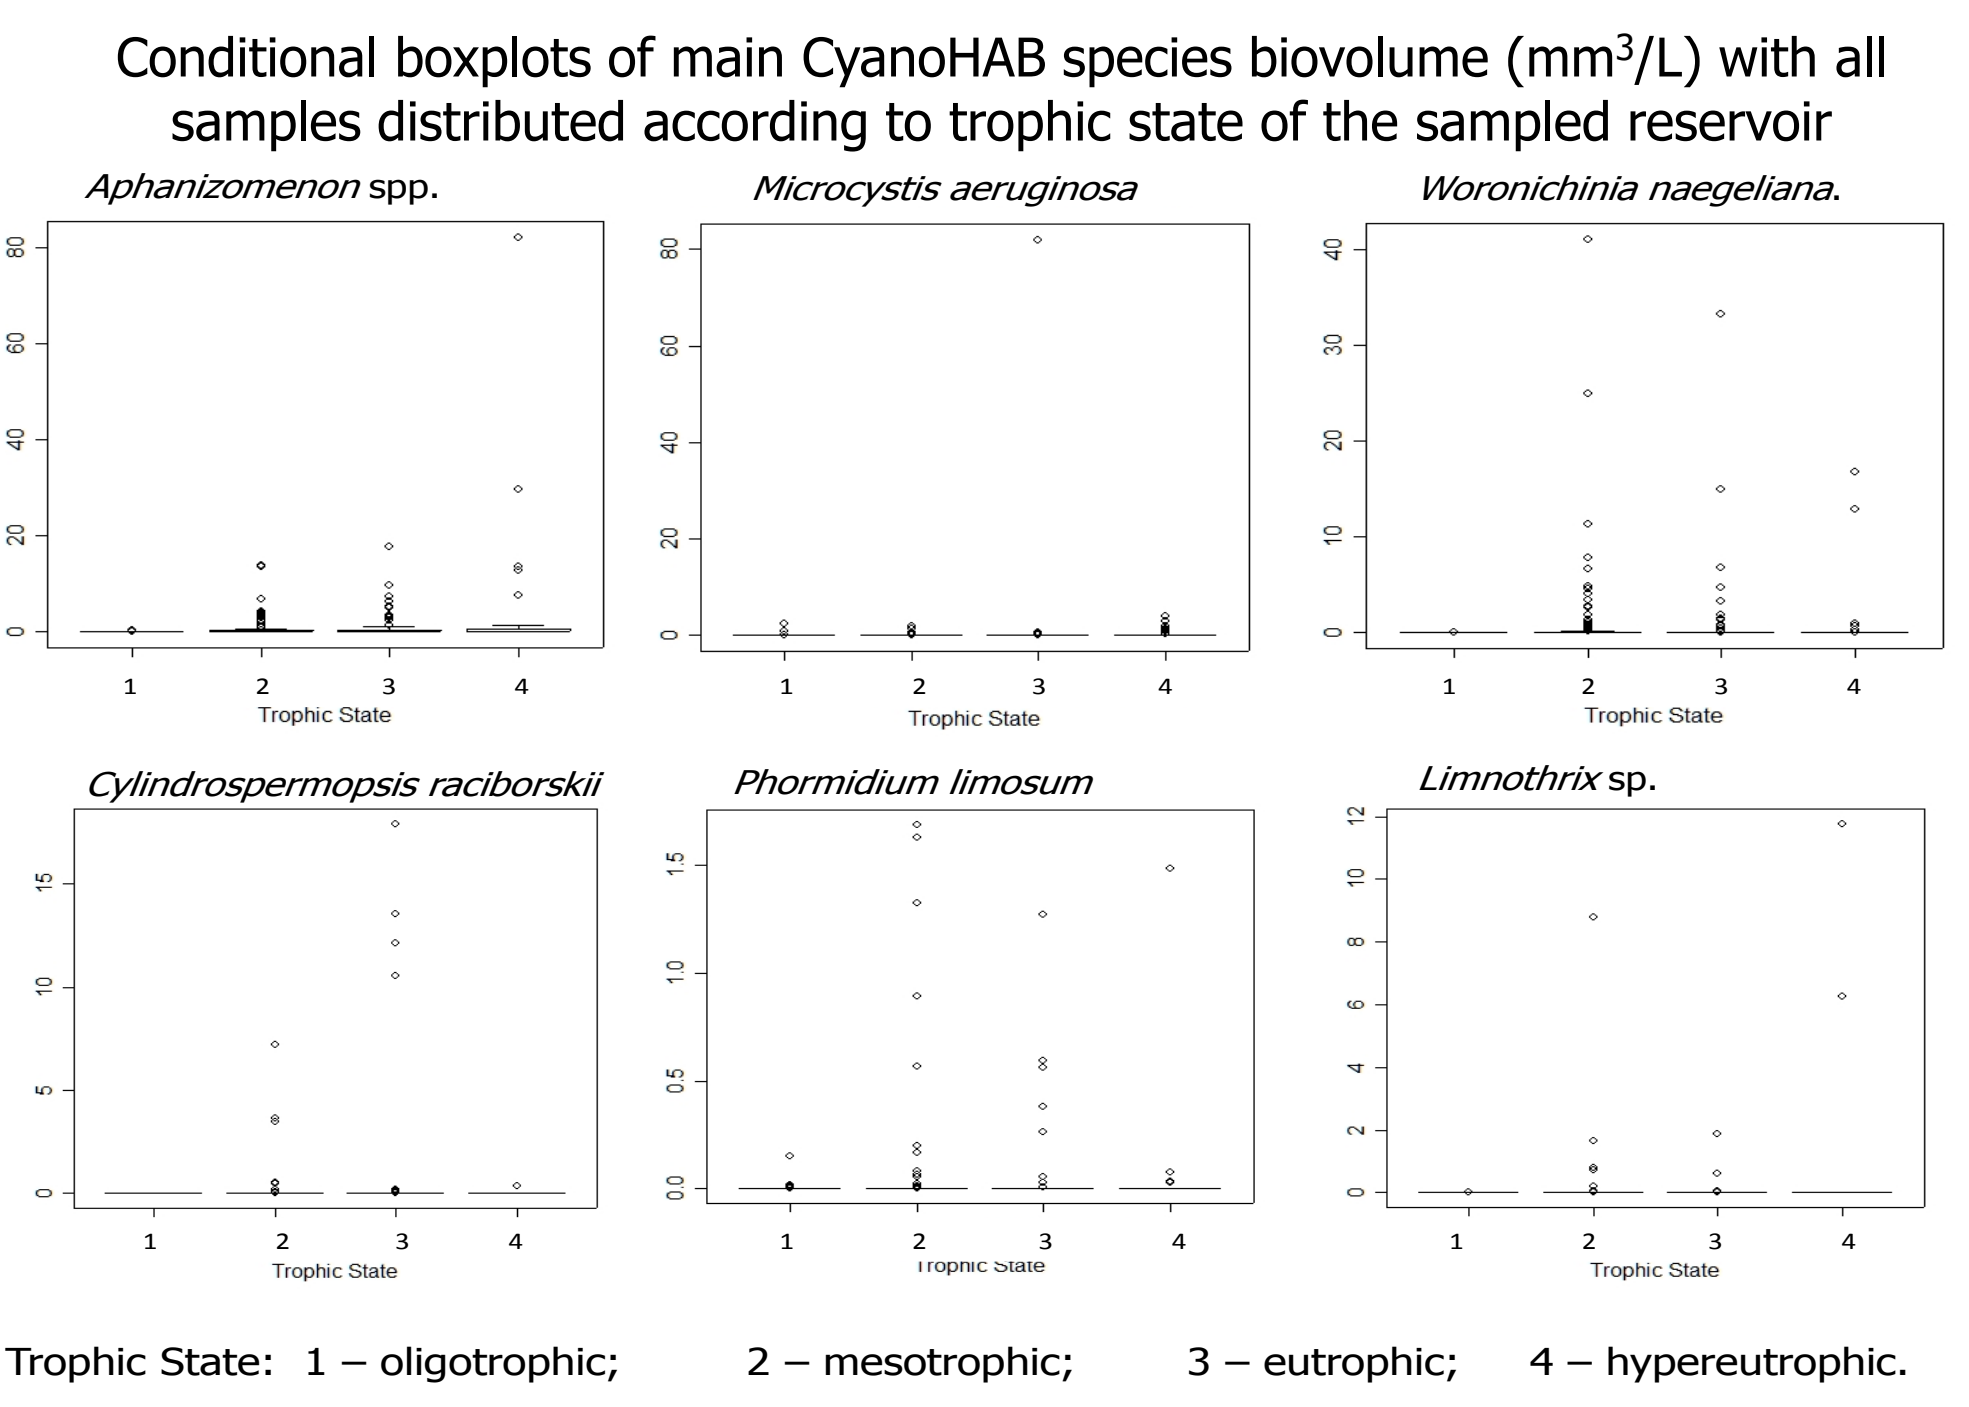 Conditional boxplots of main CyanoHAB species biovolume (mm³/L) with all
samples distributed according to trophic state of the sampled reservoir
Aphanizomenon spp.
80
60
40
20
0
1 2 3 4
Trophic State
Microcystis aeruginosa
80
60
40
20
0
1 2 3 4
Trophic State
Woronichinia naegeliana.
40
30
20
10
0
1 2 3 4
Trophic State
Cylindrospermopsis raciborskii
15
10
5
0
1 2 3 4
Trophic State
Phormidium limosum
1.5
1.0
0.5
0.0
1 2 3 4
Trophic State
Limnothrix sp.
12
10
8
6
4
2
0
1 2 3 4
Trophic State
Trophic State: 1 – oligotrophic; 2 – mesotrophic; 3 – eutrophic; 4 – hypereutrophic.